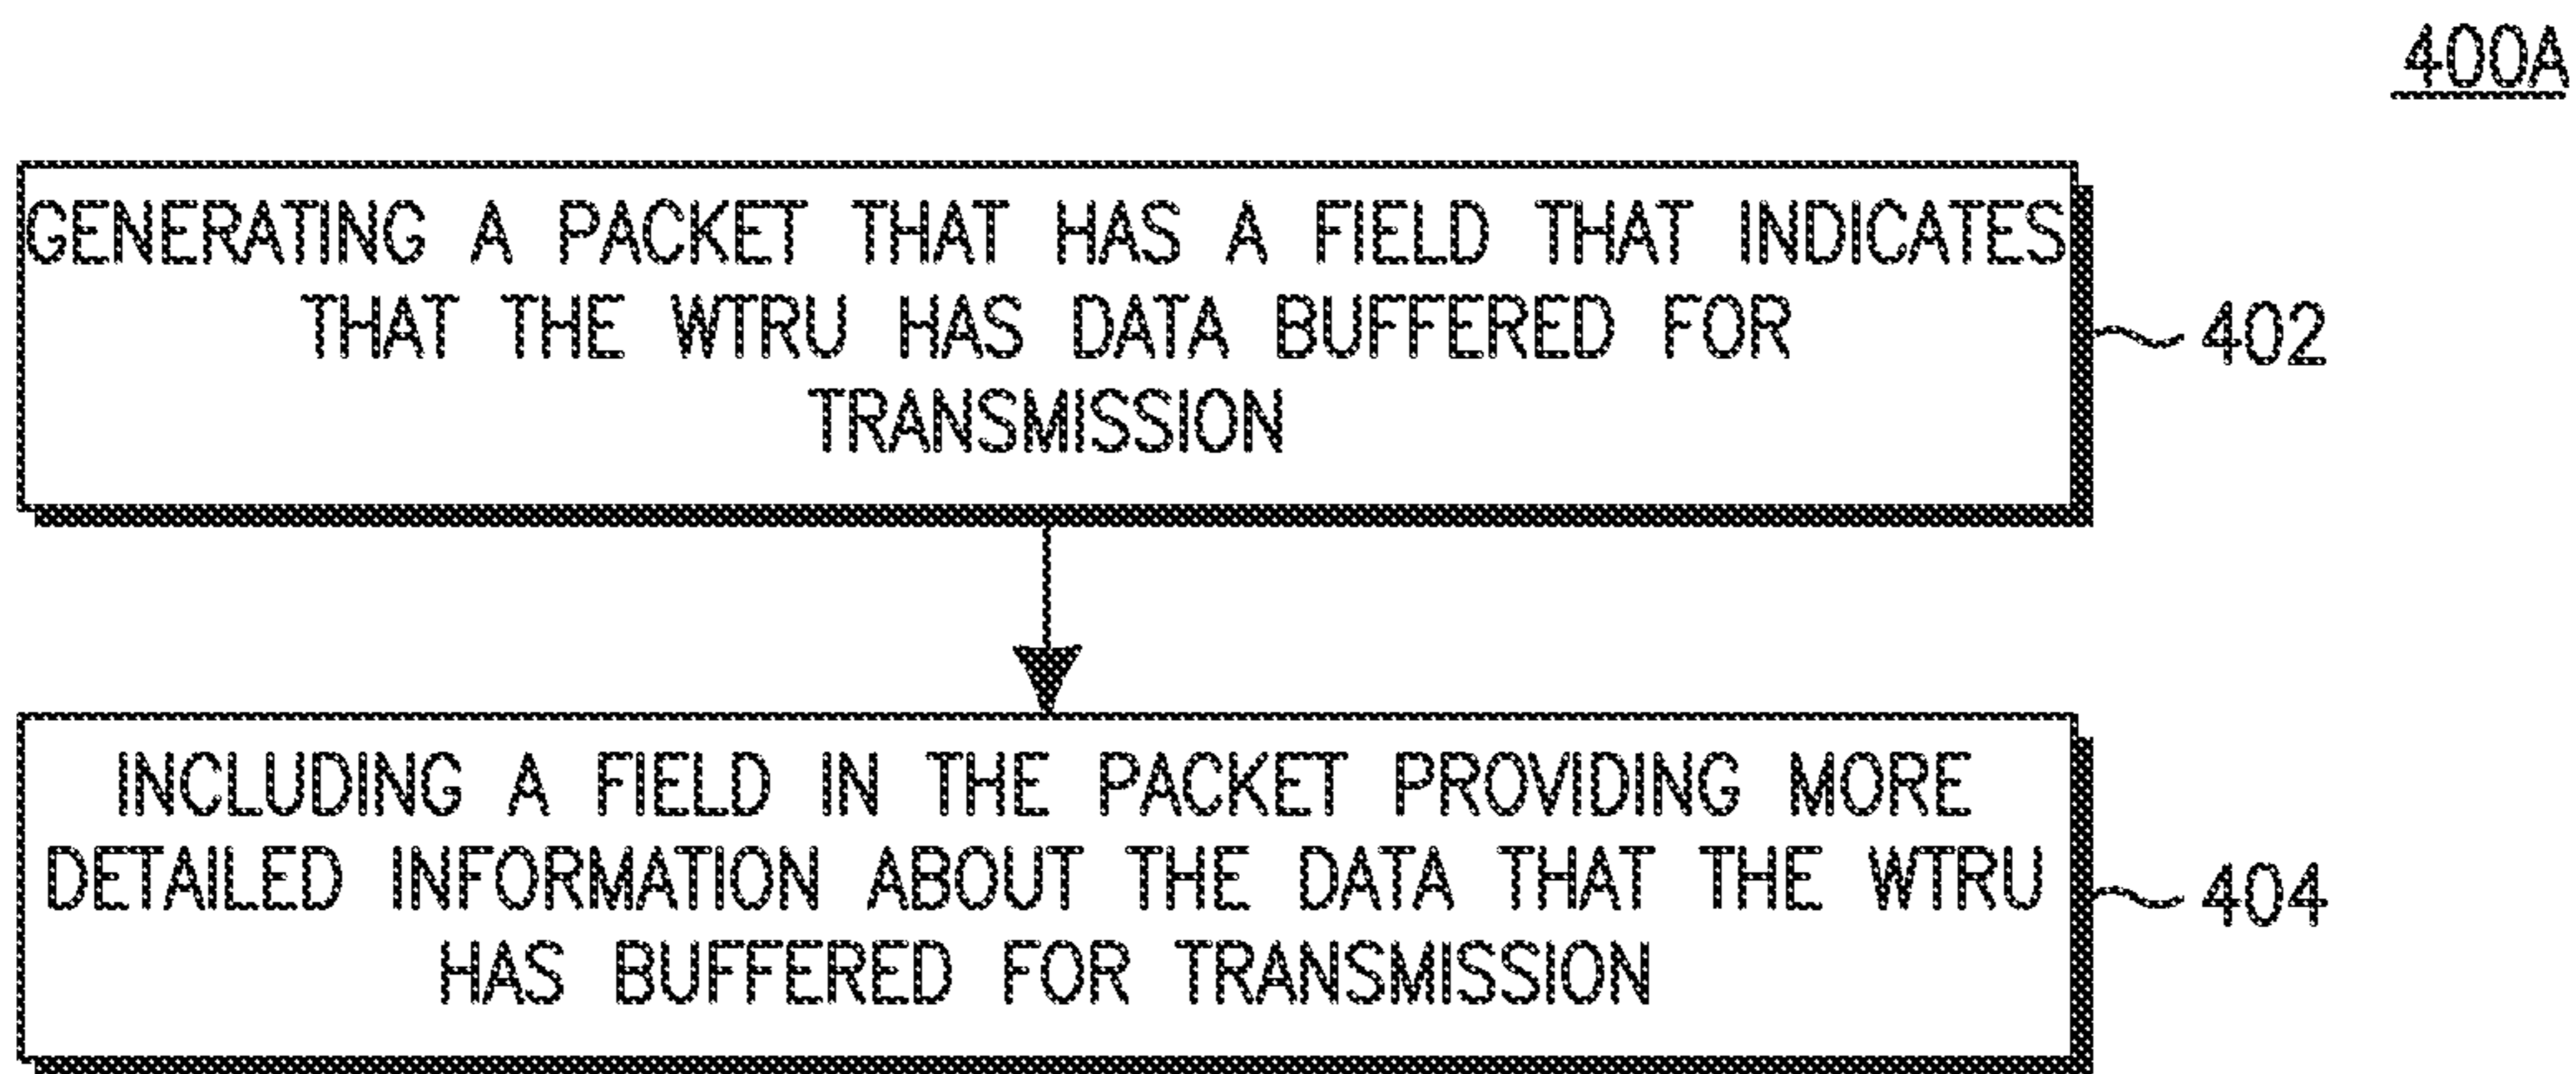 400A
GENERATING A PACKET THAT HAS A FIELD THAT INDICATES
THAT THE WTRU HAS DATA BUFFERED FOR
TRANSMISSION
402
INCLUDING A FIELD IN THE PACKET PROVIDING MORE
DETAILED INFORMATION ABOUT THE DATA THAT THE WTRU
HAS BUFFERED FOR TRANSMISSION
404